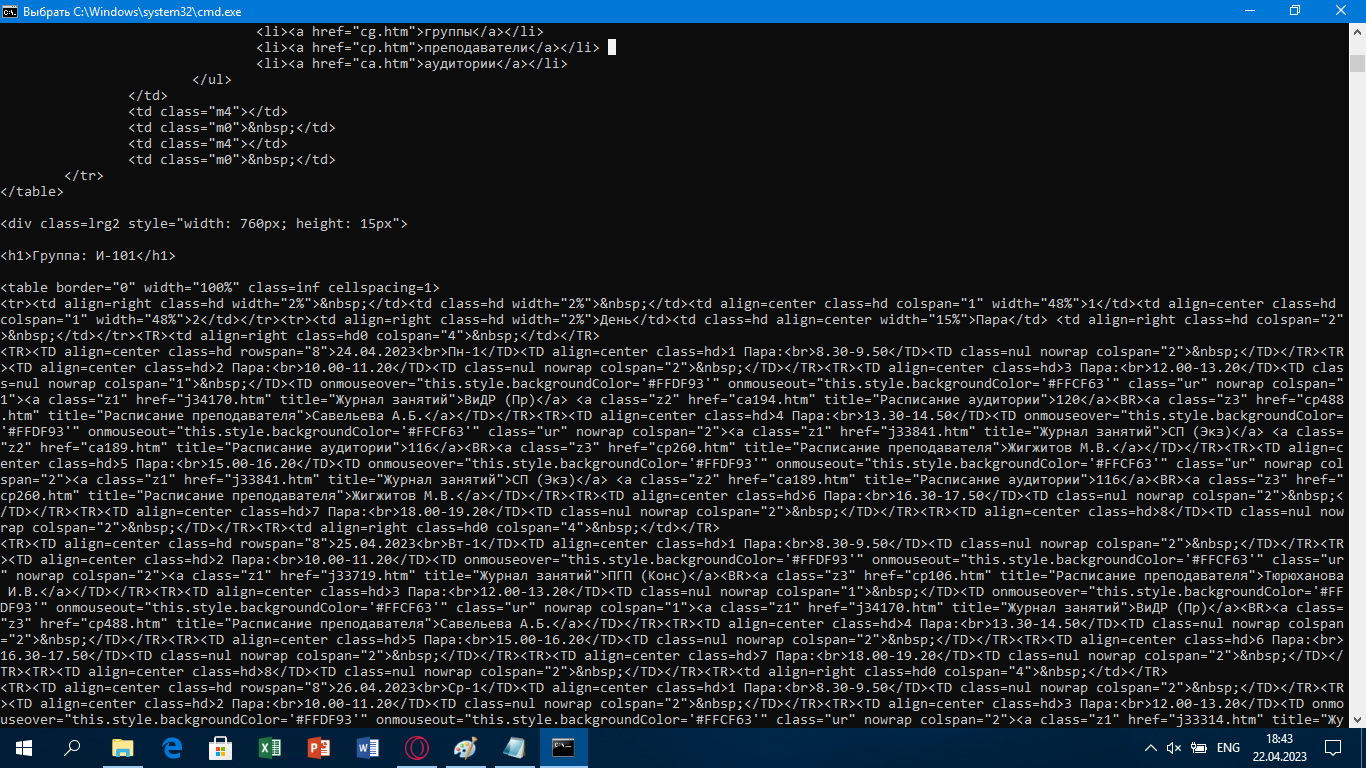 Выбрать C:\Windows\system32\cmd.exe
<li><a href="cg.htm">группы</a></li>
<li><a href="cp.htm">преподаватели</a></li>
<li><a href="ca.htm">аудитории</a></li>
</ul>
</td>
<td class="m4"></td>
<td class="m0">&nbsp;</td>
<td class="m4"></td>
<td class="m0">&nbsp;</td>
</tr>
</table>
<div class=lrg2 style="width: 760px; height: 15px">
<h1>Группа: И-101</h1>
<table border="0" width="100%" class=inf cellspacing=1>
<tr><td align=right class=hd width="2%">&nbsp;</td><td class=hd width="2%">&nbsp;</td><td align=center class=hd colspan="1" width="48%">1</td><td align=center class=hd
colspan="1" width="48%">2</td></tr><tr><td align=right class=hd width="2%">День</td><td class=hd align=center width="15%">Пара</td> <td align=right class=hd colspan="2"
>&nbsp;</td></tr><TR><td align=right class=hd0 colspan="4">&nbsp;</td></TR>
<TR><TD align=center class=hd rowspan="8">24.04.2023<br>Пн-1</TD><TD align=center class=hd>1 Пара:<br>8.30-9.50</TD><TD class=nul nowrap colspan="2">&nbsp;</TD></TR><TR
><TD align=center class=hd>2 Пара:<br>10.00-11.20</TD><TD class=nul nowrap colspan="2">&nbsp;</TD></TR><TR><TD align=center class=hd>3 Пара:<br>12.00-13.20</TD><TD clas
s=nul nowrap colspan="1">&nbsp;</TD><TD onmouseover="this.style.backgroundColor='#FFDF93'" onmouseout="this.style.backgroundColor='#FFCF63'" class="ur" nowrap colspan="
1"><a class="z1" href="j34170.htm" title="Журнал занятий">ВиДР (Пр)</a> <a class="z2" href="ca194.htm" title="Расписание аудитории">120</a><BR><a class="z3" href="cp488
.htm" title="Расписание преподавателя">Савельева А.Б.</a></TD></TR><TR><TD align=center class=hd>4 Пара:<br>13.30-14.50</TD><TD onmouseover="this.style.backgroundColor=
'#FFDF93'" onmouseout="this.style.backgroundColor='#FFCF63'" class="ur" nowrap colspan="2"><a class="z1" href="j33841.htm" title="Журнал занятий">СП (Экз)</a> <a class=
"z2" href="ca189.htm" title="Расписание аудитории">116</a><BR><a class="z3" href="cp260.htm" title="Расписание преподавателя">Жигжитов М.В.</a></TD></TR><TR><TD align=c
enter class=hd>5 Пара:<br>15.00-16.20</TD><TD onmouseover="this.style.backgroundColor='#FFDF93'" onmouseout="this.style.backgroundColor='#FFCF63'" class="ur" nowrap col
span="2"><a class="z1" href="j33841.htm" title="Журнал занятий">СП (Экз)</a> <a class="z2" href="ca189.htm" title="Расписание аудитории">116</a><BR><a class="z3" href="
cp260.htm" title="Расписание преподавателя">Жигжитов М.В.</a></TD></TR><TR><TD align=center class=hd>6 Пара:<br>16.30-17.50</TD><TD class=nul nowrap colspan="2">&nbsp;<
/TD></TR><TR><TD align=center class=hd>7 Пара:<br>18.00-19.20</TD><TD class=nul nowrap colspan="2">&nbsp;</TD></TR><TR><TD align=center class=hd>8</TD><TD class=nul now
rap colspan="2">&nbsp;</TD></TR><TR><td align=right class=hd0 colspan="4">&nbsp;</td></TR>
<TR><TD align=center class=hd rowspan="8">25.04.2023<br>Вт-1</TD><TD align=center class=hd>1 Пара:<br>8.30-9.50</TD><TD class=nul nowrap colspan="2">&nbsp;</TD></TR><TR
><TD align=center class=hd>2 Пара:<br>10.00-11.20</TD><TD onmouseover="this.style.backgroundColor='#FFDF93'" onmouseout="this.style.backgroundColor='#FFCF63'" class="ur
" nowrap colspan="2"><a class="z1" href="j33719.htm" title="Журнал занятий">ПГП (Конс)</a><BR><a class="z3" href="cp106.htm" title="Расписание преподавателя">Тюрюханова
И.В.</a></TD></TR><TR><TD align=center class=hd>3 Пара:<br>12.00-13.20</TD><TD class=nul nowrap colspan="1">&nbsp;</TD><TD onmouseover="this.style.backgroundColor='#FF
DF93'" onmouseout="this.style.backgroundColor='#FFCF63'" class="ur" nowrap colspan="1"><a class="z1" href="j34170.htm" title="Журнал занятий">ВиДР (Пр)</a><BR><a class=
"z3" href="cp488.htm" title="Расписание преподавателя">Савельева А.Б.</a></TD></TR><TR><TD align=center class=hd>4 Пара:<br>13.30-14.50</TD><TD class=nul nowrap colspan
="2">&nbsp;</TD></TR><TR><TD align=center class=hd>5 Пара:<br>15.00-16.20</TD><TD class=nul nowrap colspan="2">&nbsp;</TD></TR><TR><TD align=center class=hd>6 Пара:<br>
16.30-17.50</TD><TD class=nul nowrap colspan="2">&nbsp;</TD></TR><TR><TD align=center class=hd>7 Пара:<br>18.00-19.20</TD><TD class=nul nowrap colspan="2">&nbsp;</TD></
TR><TR><TD align=center class=hd>8</TD><TD class=nul nowrap colspan="2">&nbsp;</TD></TR><TR><td align=right class=hd0 colspan="4">&nbsp;</td></TR>
<TR><TD align=center class=hd rowspan="8">26.04.2023<br>Ср-1</TD><TD align=center class=hd>1 Пара:<br>8.30-9.50</TD><TD class=nul nowrap colspan="2">&nbsp;</TD></TR><TR
><TD align=center class=hd>2 Пара:<br>10.00-11.20</TD><TD class=nul nowrap colspan="2">&nbsp;</TD></TR><TR><TD align=center class=hd>3 Пара:<br>12.00-13.20</TD><TD onmo
useover="this.style.backgroundColor='#FFDF93'" onmouseout="this.style.backgroundColor='#FFCF63'" class="ur" nowrap colspan="2"><a class="z1" href="j33314.htm" title="Жу
ENG
18:43
22.04.2023